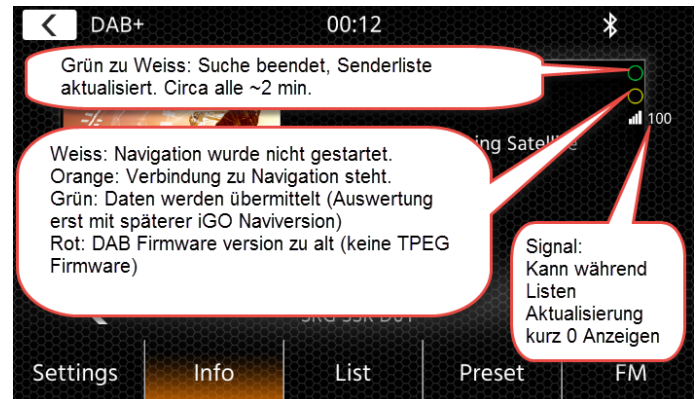 DAB+
00:12
Grün zu Weiss: Suche beendet, Senderliste
aktualisiert. Circa alle ~2 min.
100
Weiss: Navigation wurde nicht gestartet.
Orange: Verbindung zu Navigation steht.
Grün: Daten werden übermittelt (Auswertung
erst mit späterer iGO Naviversion)
Rot: DAB Firmware version zu alt (keine TPEG
Firmware)
Signal:
Kann während
Listen
Aktualisierung
kurz 0 Anzeigen
Settings
Info
List
Preset
FM